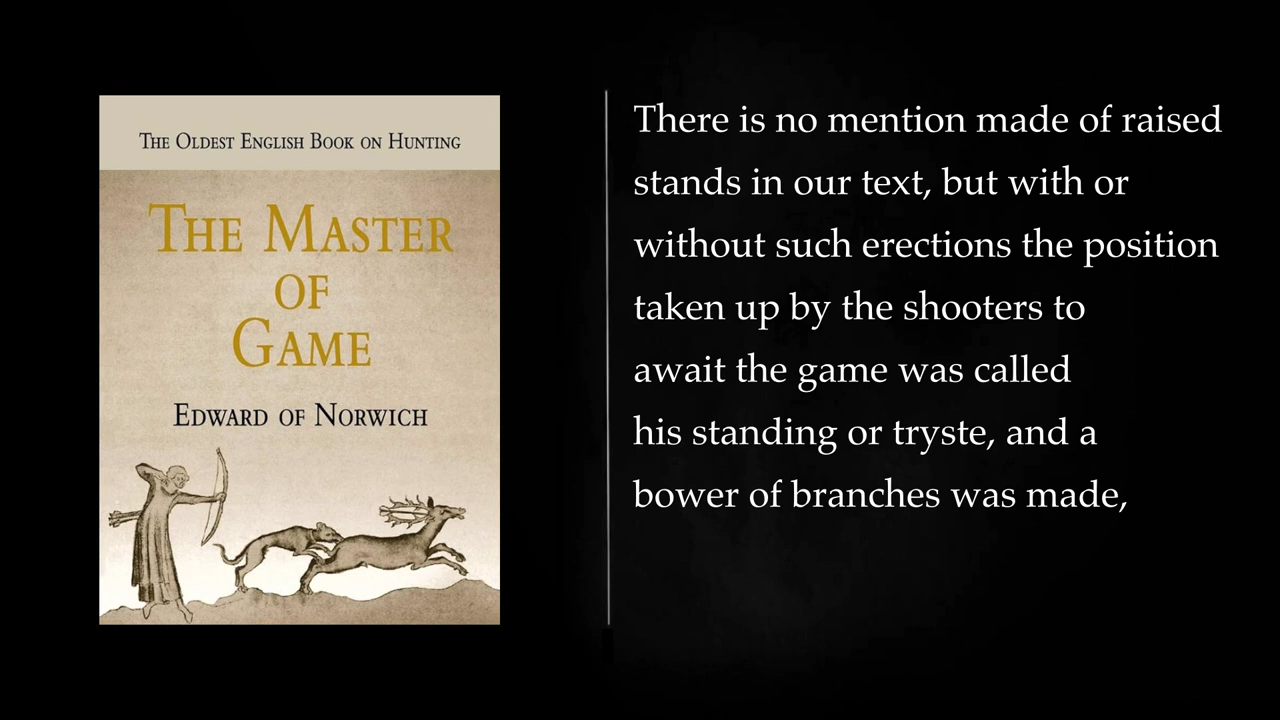 The Oldest English Book on Hunting
The Master
of
Game
Edward of Norwich
There is no mention made of raised
stands in our text, but with or
without such erections the position
taken up by the shooters to
await the game was called
his standing or tryste, and a
bower of branches was made,